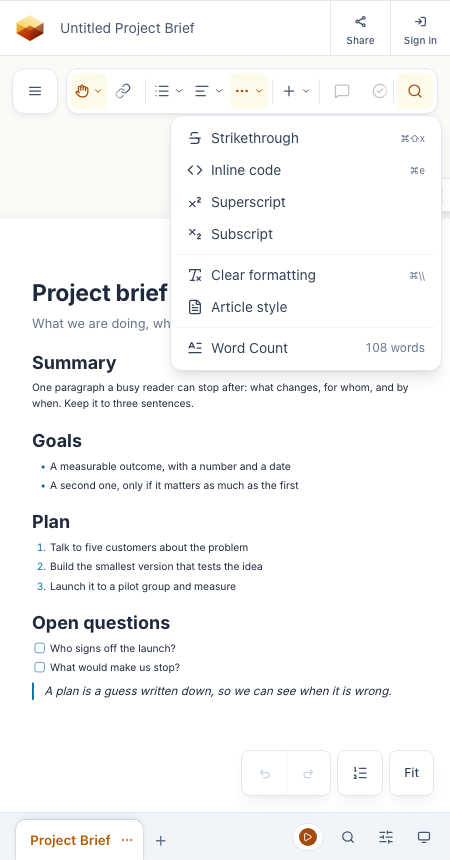 Untitled Project Brief
Share
Sign in
Strikethrough ⌘⇧x
Inline code ⌘e
Superscript
Subscript
Clear formatting ⌘\\
Article style
Word Count 108 words
Project brief
What we are doing, wh
Summary
One paragraph a busy reader can stop after: what changes, for whom, and by
when. Keep it to three sentences.
Goals
• A measurable outcome, with a number and a date
• A second one, only if it matters as much as the first
Plan
1. Talk to five customers about the problem
2. Build the smallest version that tests the idea
3. Launch it to a pilot group and measure
Open questions
Who signs off the launch?
What would make us stop?
A plan is a guess written down, so we can see when it is wrong.
Fit
Project Brief